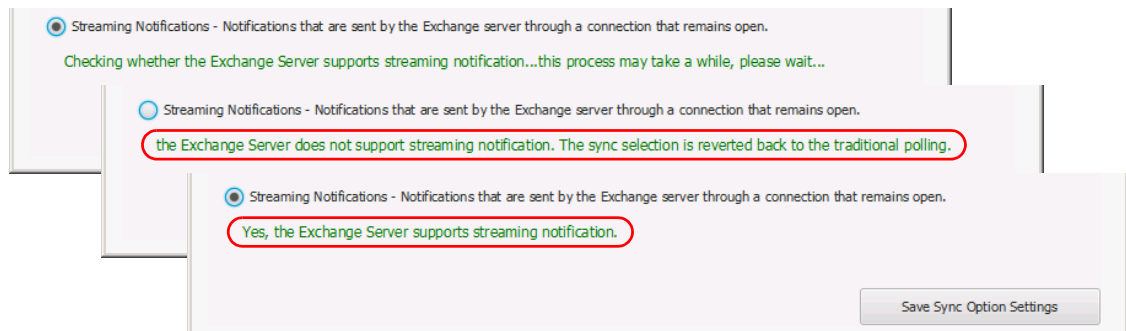 Streaming Notifications - Notifications that are sent by the Exchange server through a connection that remains open.
Checking whether the Exchange Server supports streaming notification...this process may take a while, please wait...
Streaming Notifications - Notifications that are sent by the Exchange server through a connection that remains open.
the Exchange Server does not support streaming notification. The sync selection is reverted back to the traditional polling.
Streaming Notifications - Notifications that are sent by the Exchange server through a connection that remains open.
Yes, the Exchange Server supports streaming notification.
Save Sync Option Settings